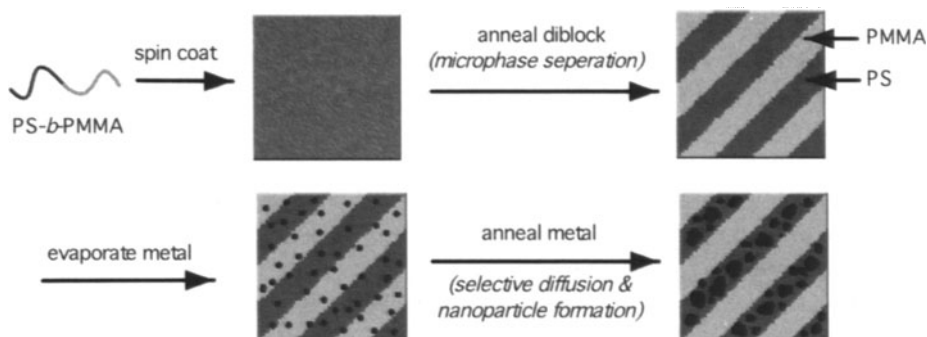 spin coat
PS-b-PMMA
anneal diblock
(microphase seperation)
PMMA
PS
evaporate metal
anneal metal
(selective diffusion &
nanoparticle formation)